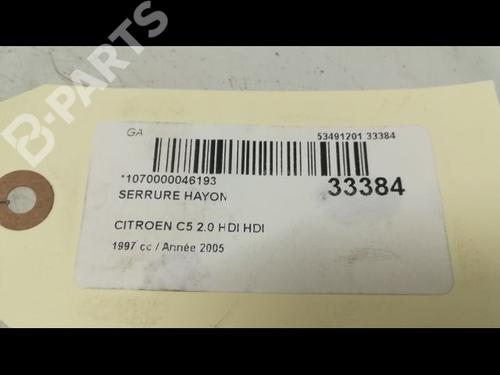 B-PARTS
GA
53491201 33384
*1070000046193
33384
SERRURE HAYON
CITROEN C5 2.0 HDI HDI
1997 cc / Année 2005